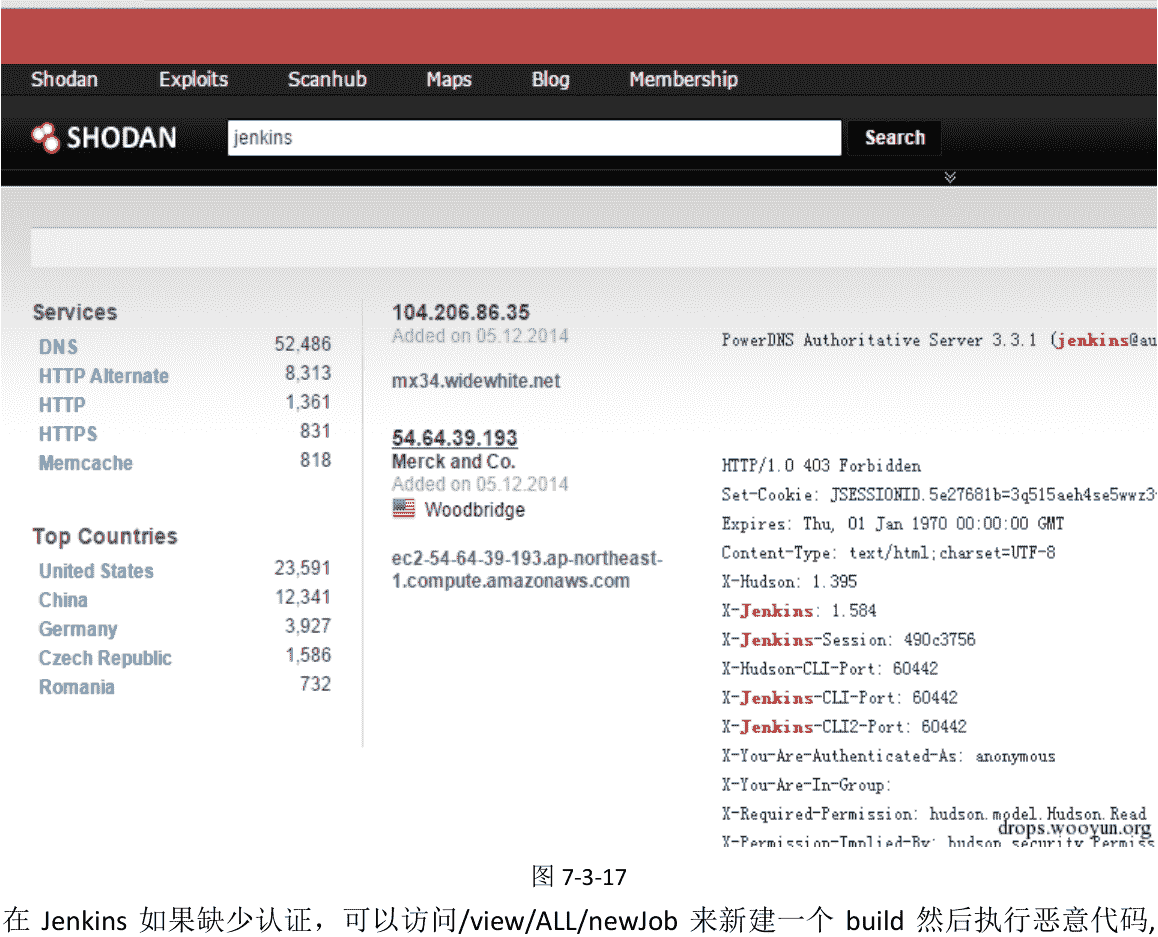 Shodan Exploits Scanhub Maps Blog Membership
SHODAN jenkins Search
Services
DNS 52,486
HTTP Alternate 8,313
HTTP 1,361
HTTPS 831
Memcache 818
Top Countries
United States 23,591
China 12,341
Germany 3,927
Czech Republic 1,586
Romania 732
104.206.86.35
Added on 05.12.2014
mx34.widewhite.net
54.64.39.193
Merck and Co.
Added on 05.12.2014
Woodbridge
ec2-54-64-39-193.ap-northeast-
1.compute.amazonaws.com
PowerDNS Authoritative Server 3.3.1 (jenkins@au
HTTP/1.0 403 Forbidden
Set-Cookie: JSESSIONID.5e27681b=3q515aeh4se5wwz3
Expires: Thu, 01 Jan 1970 00:00:00 GMT
Content-Type: text/html;charset=UTF-8
X-Hudson: 1.395
X-Jenkins: 1.584
X-Jenkins-Session: 490c3756
X-Hudson-CLI-Port: 60442
X-Jenkins-CLI-Port: 60442
X-Jenkins-CLI2-Port: 60442
X-You-Are-Authenticated-As: anonymous
X-You-Are-In-Group:
X-Required-Permission: hudson.model.Hudson.Read
X-Permission-Implied-By: hudson.security.Permiss
drops.wooyun.org
图 7-3-17
在 Jenkins 如果缺少认证，可以访问/view/ALL/newJob 来新建一个 build 然后执行恶意代码,